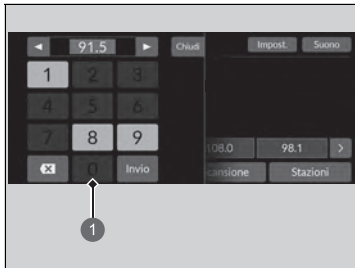 ◄ 91.5 ► Chiudi Impost. Suono
1 2 3
4 5 6
7 8 9
108.0 98.1 >
0 Invio
Stazioni
1